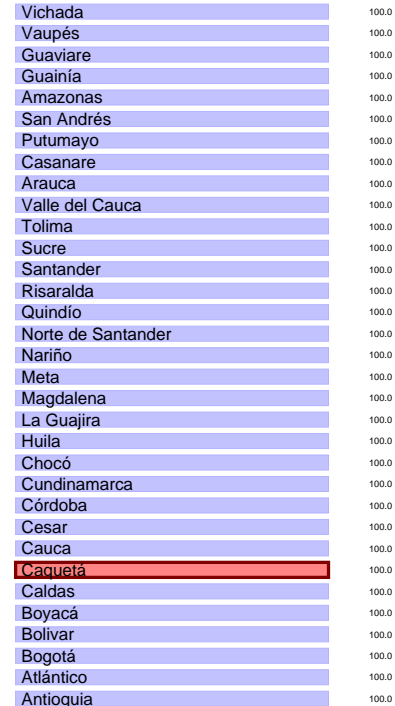 Vichada 100.0
Vaupés 100.0
Guaviare 100.0
Guainía 100.0
Amazonas 100.0
San Andrés 100.0
Putumayo 100.0
Casanare 100.0
Arauca 100.0
Valle del Cauca 100.0
Tolima 100.0
Sucre 100.0
Santander 100.0
Risaralda 100.0
Quindío 100.0
Norte de Santander 100.0
Nariño 100.0
Meta 100.0
Magdalena 100.0
La Guajira 100.0
Huila 100.0
Chocó 100.0
Cundinamarca 100.0
Córdoba 100.0
Cesar 100.0
Cauca 100.0
Caquetá 100.0
Caldas 100.0
Boyacá 100.0
Bolivar 100.0
Bogotá 100.0
Atlántico 100.0
Antioquia 100.0